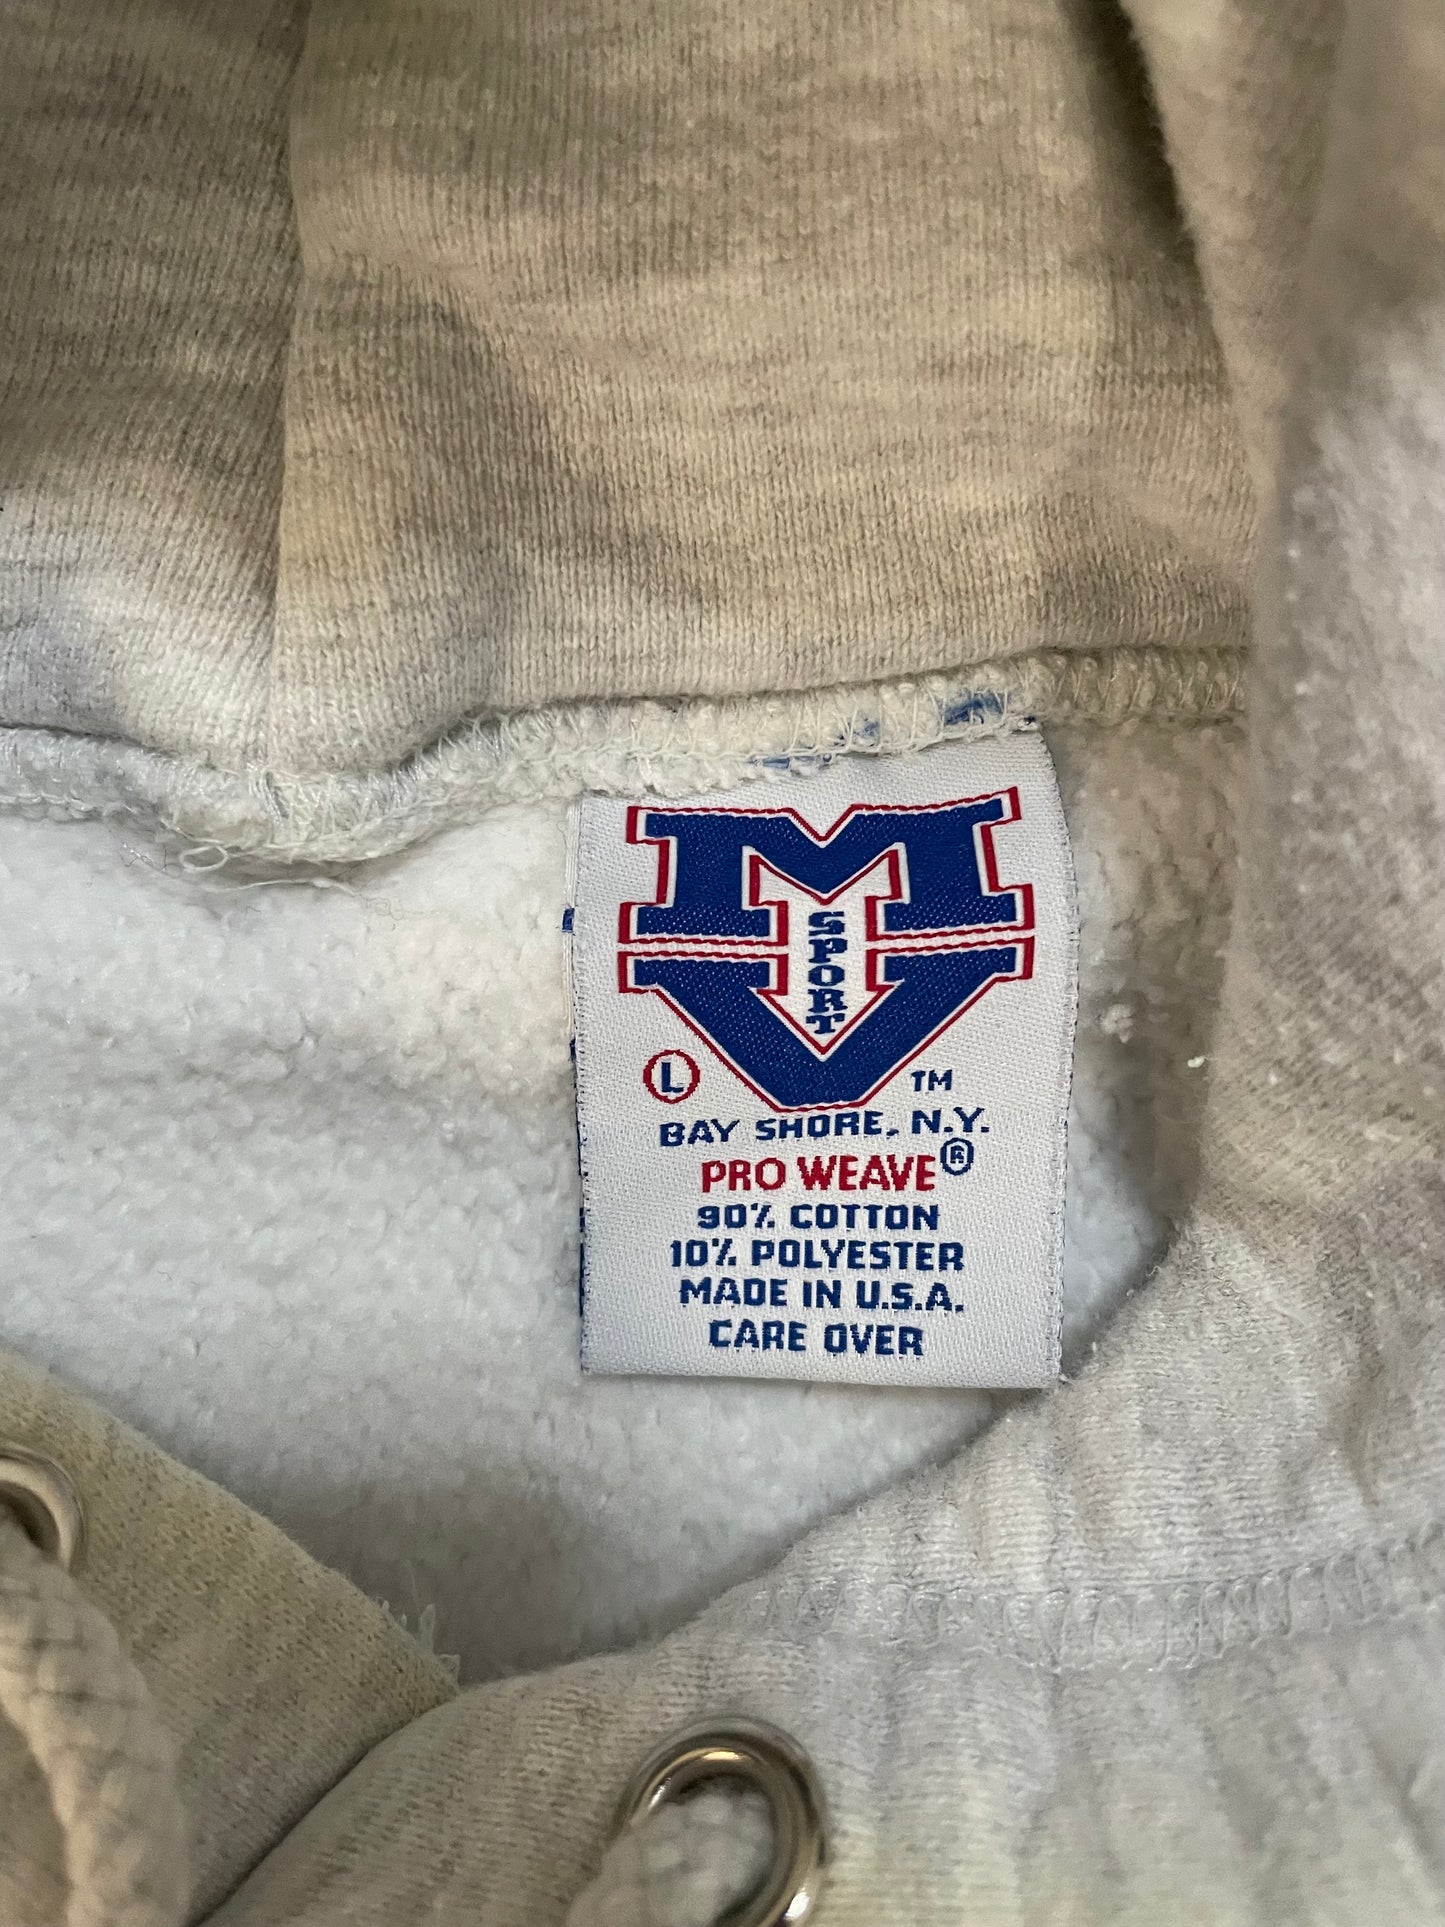 MV
SPORT
L
TM
BAY SHORE, N.Y.
PRO WEAVE®
90% COTTON
10% POLYESTER
MADE IN U.S.A.
CARE OVER